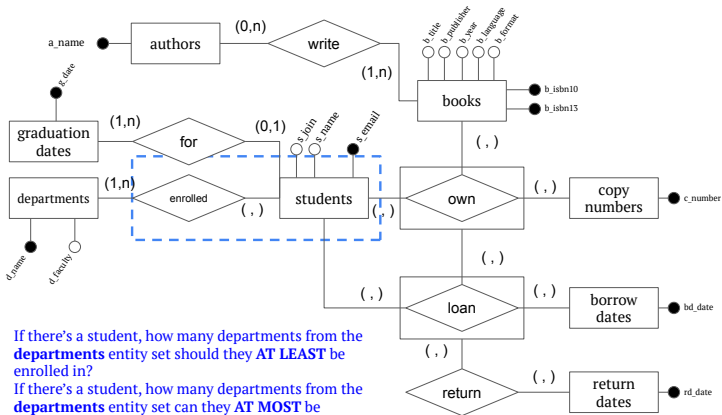 a_name
authors
(0,n)
write
(1,n)
b_title
b_publisher
b_year
b_language
b_format
books
b_isbn10
b_isbn13
g_date
graduation
dates
(1,n)
for
(0,1)
s_join
s_name
s_email
( , )
departments
(1,n)
enrolled
( , )
students
( , )
own
( , )
copy
numbers
c_number
d_name
d_faculty
( , )
( , )
loan
( , )
borrow
dates
bd_date
( , )
return
( , )
return
dates
rd_date
If there's a student, how many departments from the
departments entity set should they AT LEAST be
enrolled in?
If there's a student, how many departments from the
departments entity set can they AT MOST be